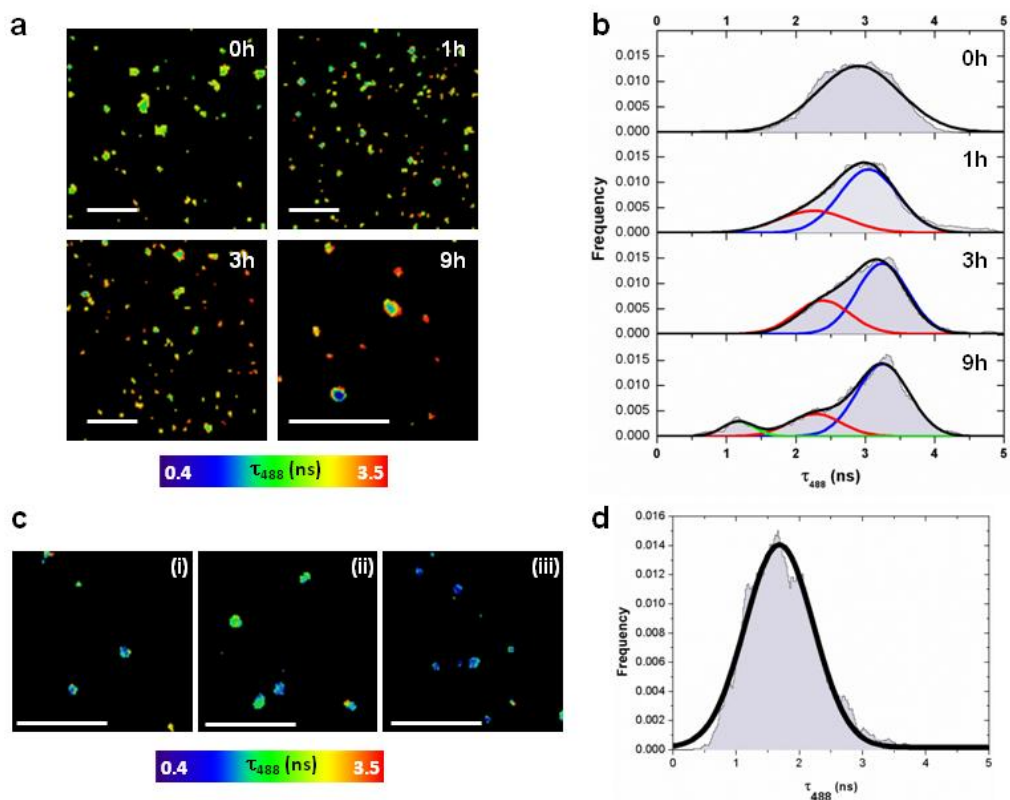 a
0h
1h
3h
9h
0.4 τ488 (ns) 3.5
b
0 1 2 3 4 5
0.015
0.010
0.005
0.000
0h
0.015
0.010
0.005
0.000
1h
0.015
0.010
0.005
0.000
3h
0.015
0.010
0.005
0.000
9h
Frequency
0 1 2 3 4 5
τ488 (ns)
c
(i)
(ii)
(iii)
0.4 τ488 (ns) 3.5
d
0.016
0.014
0.012
0.010
0.008
0.006
0.004
0.002
0.000
Frequency
0 1 2 3 4 5
τ488 (ns)